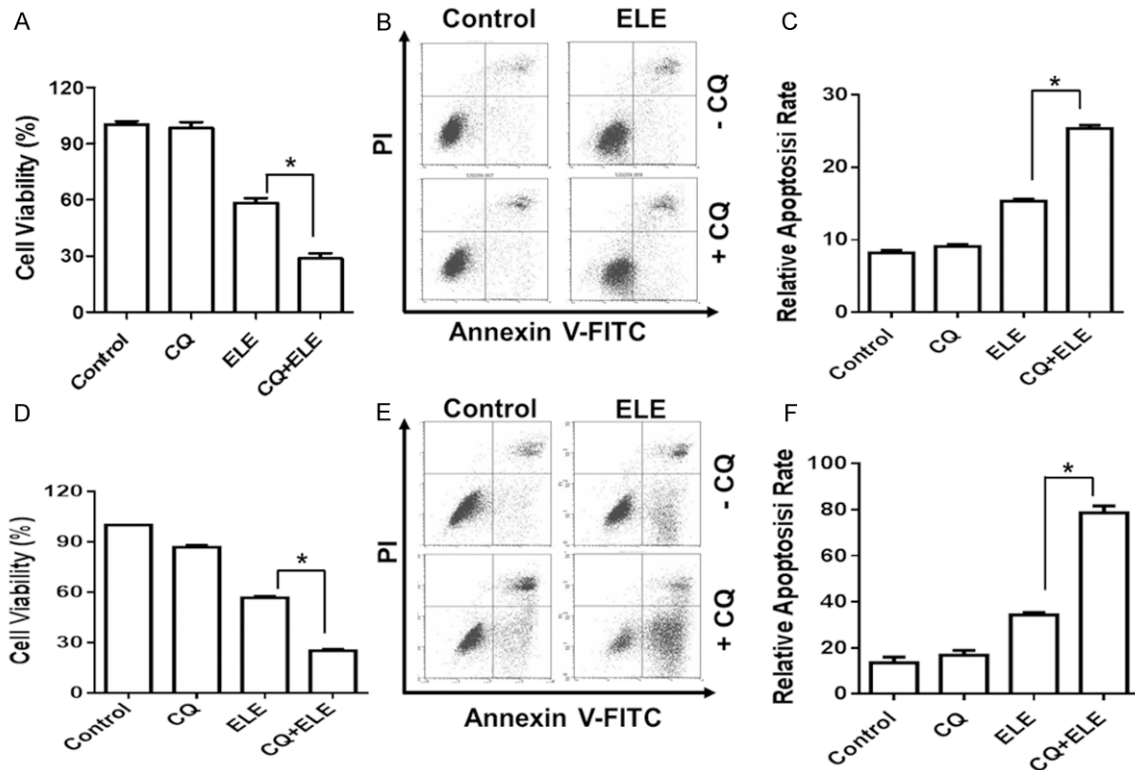 A
Cell Viability (%)
120
90
60
30
0
*
Control
CQ
ELE
CQ+ELE
B
Control
ELE
PI
- CQ
+ CQ
Annexin V-FITC
C
Relative Apoptosisi Rate
30
20
10
0
*
Control
CQ
ELE
CQ+ELE
D
Cell Viability (%)
120
90
60
30
0
*
Control
CQ
ELE
CQ+ELE
E
Control
ELE
PI
- CQ
+ CQ
Annexin V-FITC
F
Relative Apoptosisi Rate
100
80
60
40
20
0
*
Control
CQ
ELE
CQ+ELE